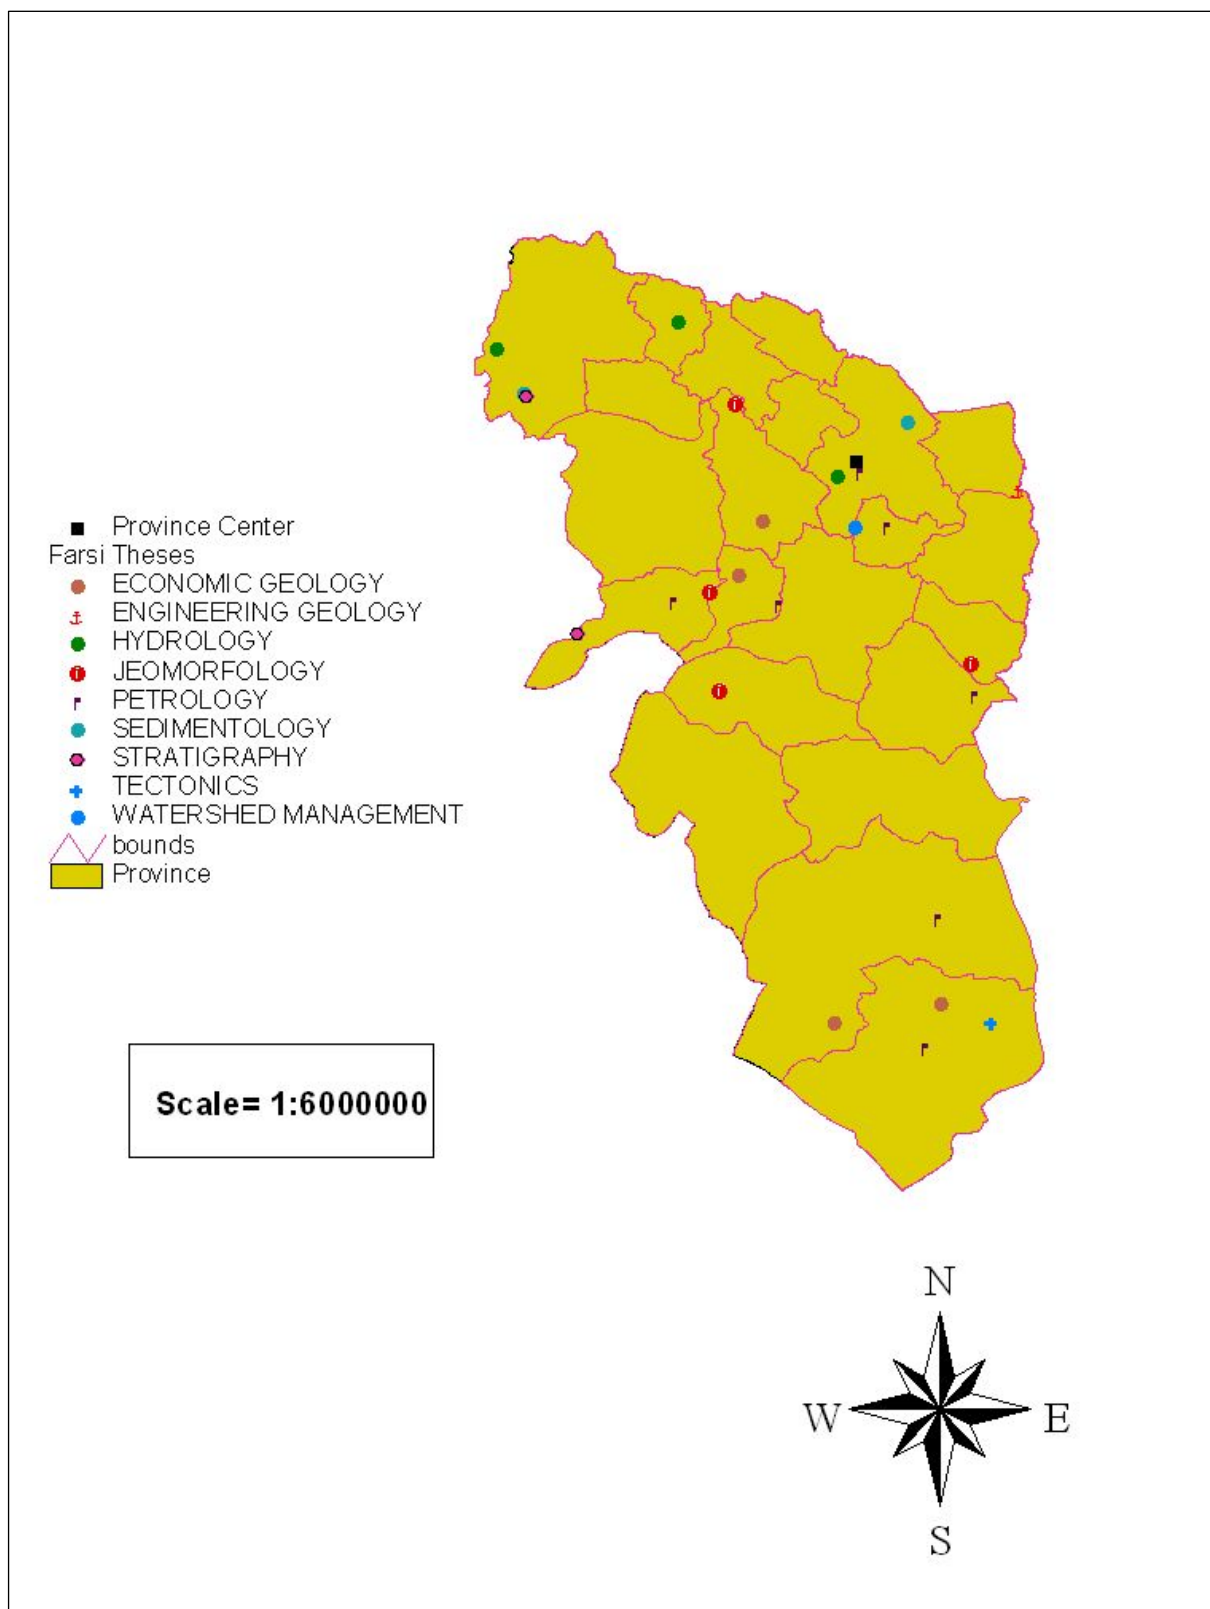 Province Center
Farsi Theses
ECONOMIC GEOLOGY
ENGINEERING GEOLOGY
HYDROLOGY
JEOMORFOLOGY
PETROLOGY
SEDIMENTOLOGY
STRATIGRAPHY
TECTONICS
WATERSHED MANAGEMENT
bounds
Province
Scale= 1:6000000
N
W E
S